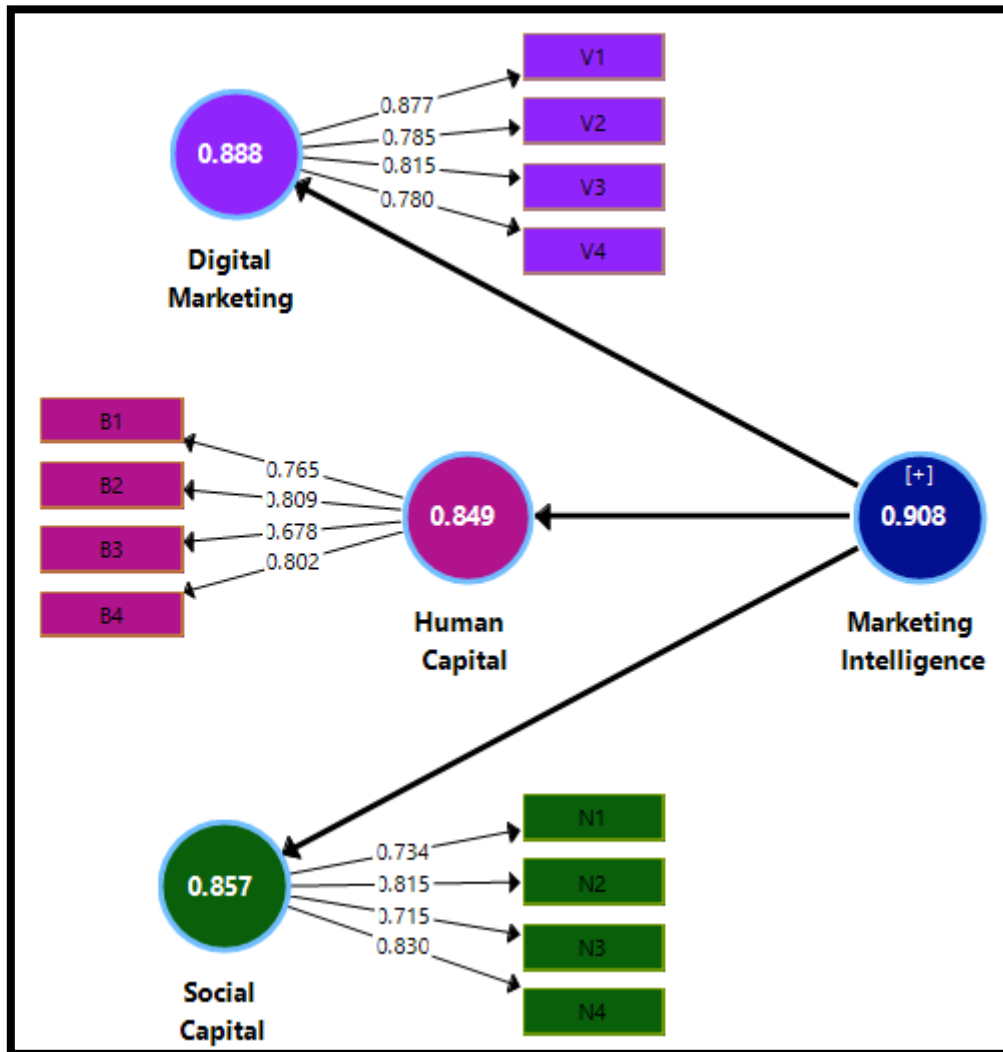 V1
0.877
V2
0.785
0.888
0.815
V3
0.780
V4
Digital
Marketing
B1
0.765
B2
0.809
0.849
0.678
B3
0.802
B4
Human
Capital
[+]
0.908
Marketing
Intelligence
N1
0.734
N2
0.815
0.857
0.715
N3
0.830
N4
Social
Capital